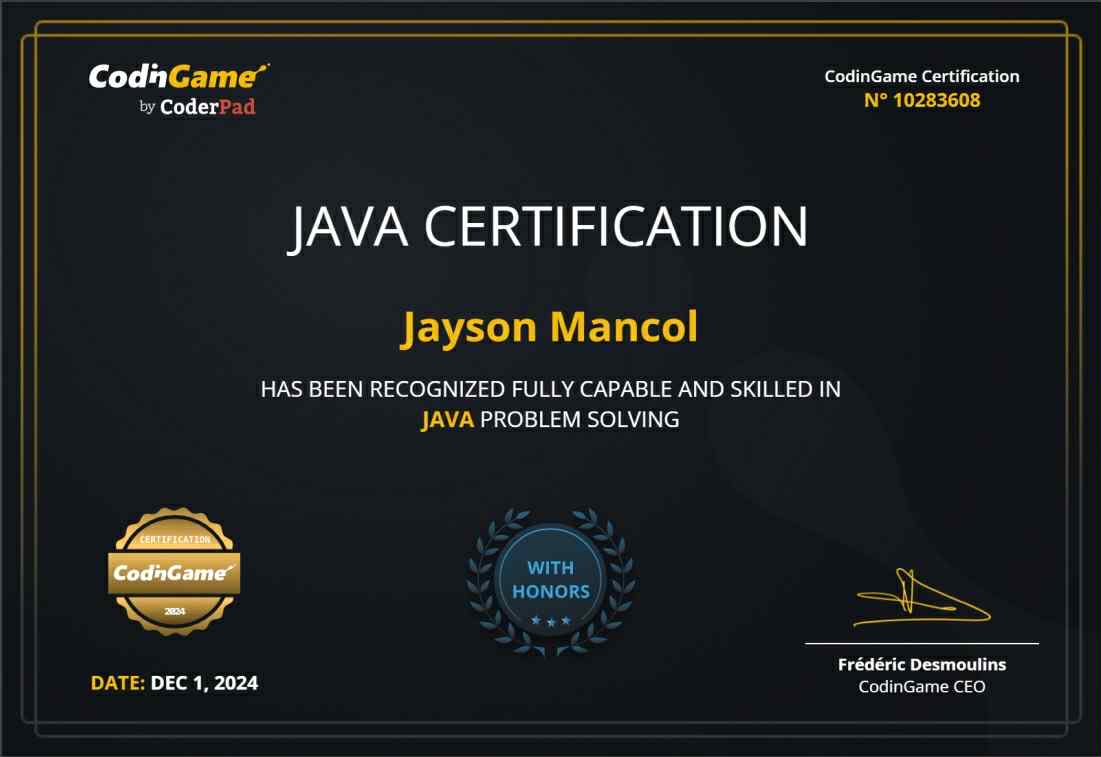 CodinGame
by CoderPad
CodinGame Certification
N° 10283608
JAVA CERTIFICATION
Jayson Mancol
HAS BEEN RECOGNIZED FULLY CAPABLE AND SKILLED IN
JAVA PROBLEM SOLVING
CERTIFICATION
CodinGame
2024
WITH
HONORS
DATE: DEC 1, 2024
Frédéric Desmoulins
CodinGame CEO